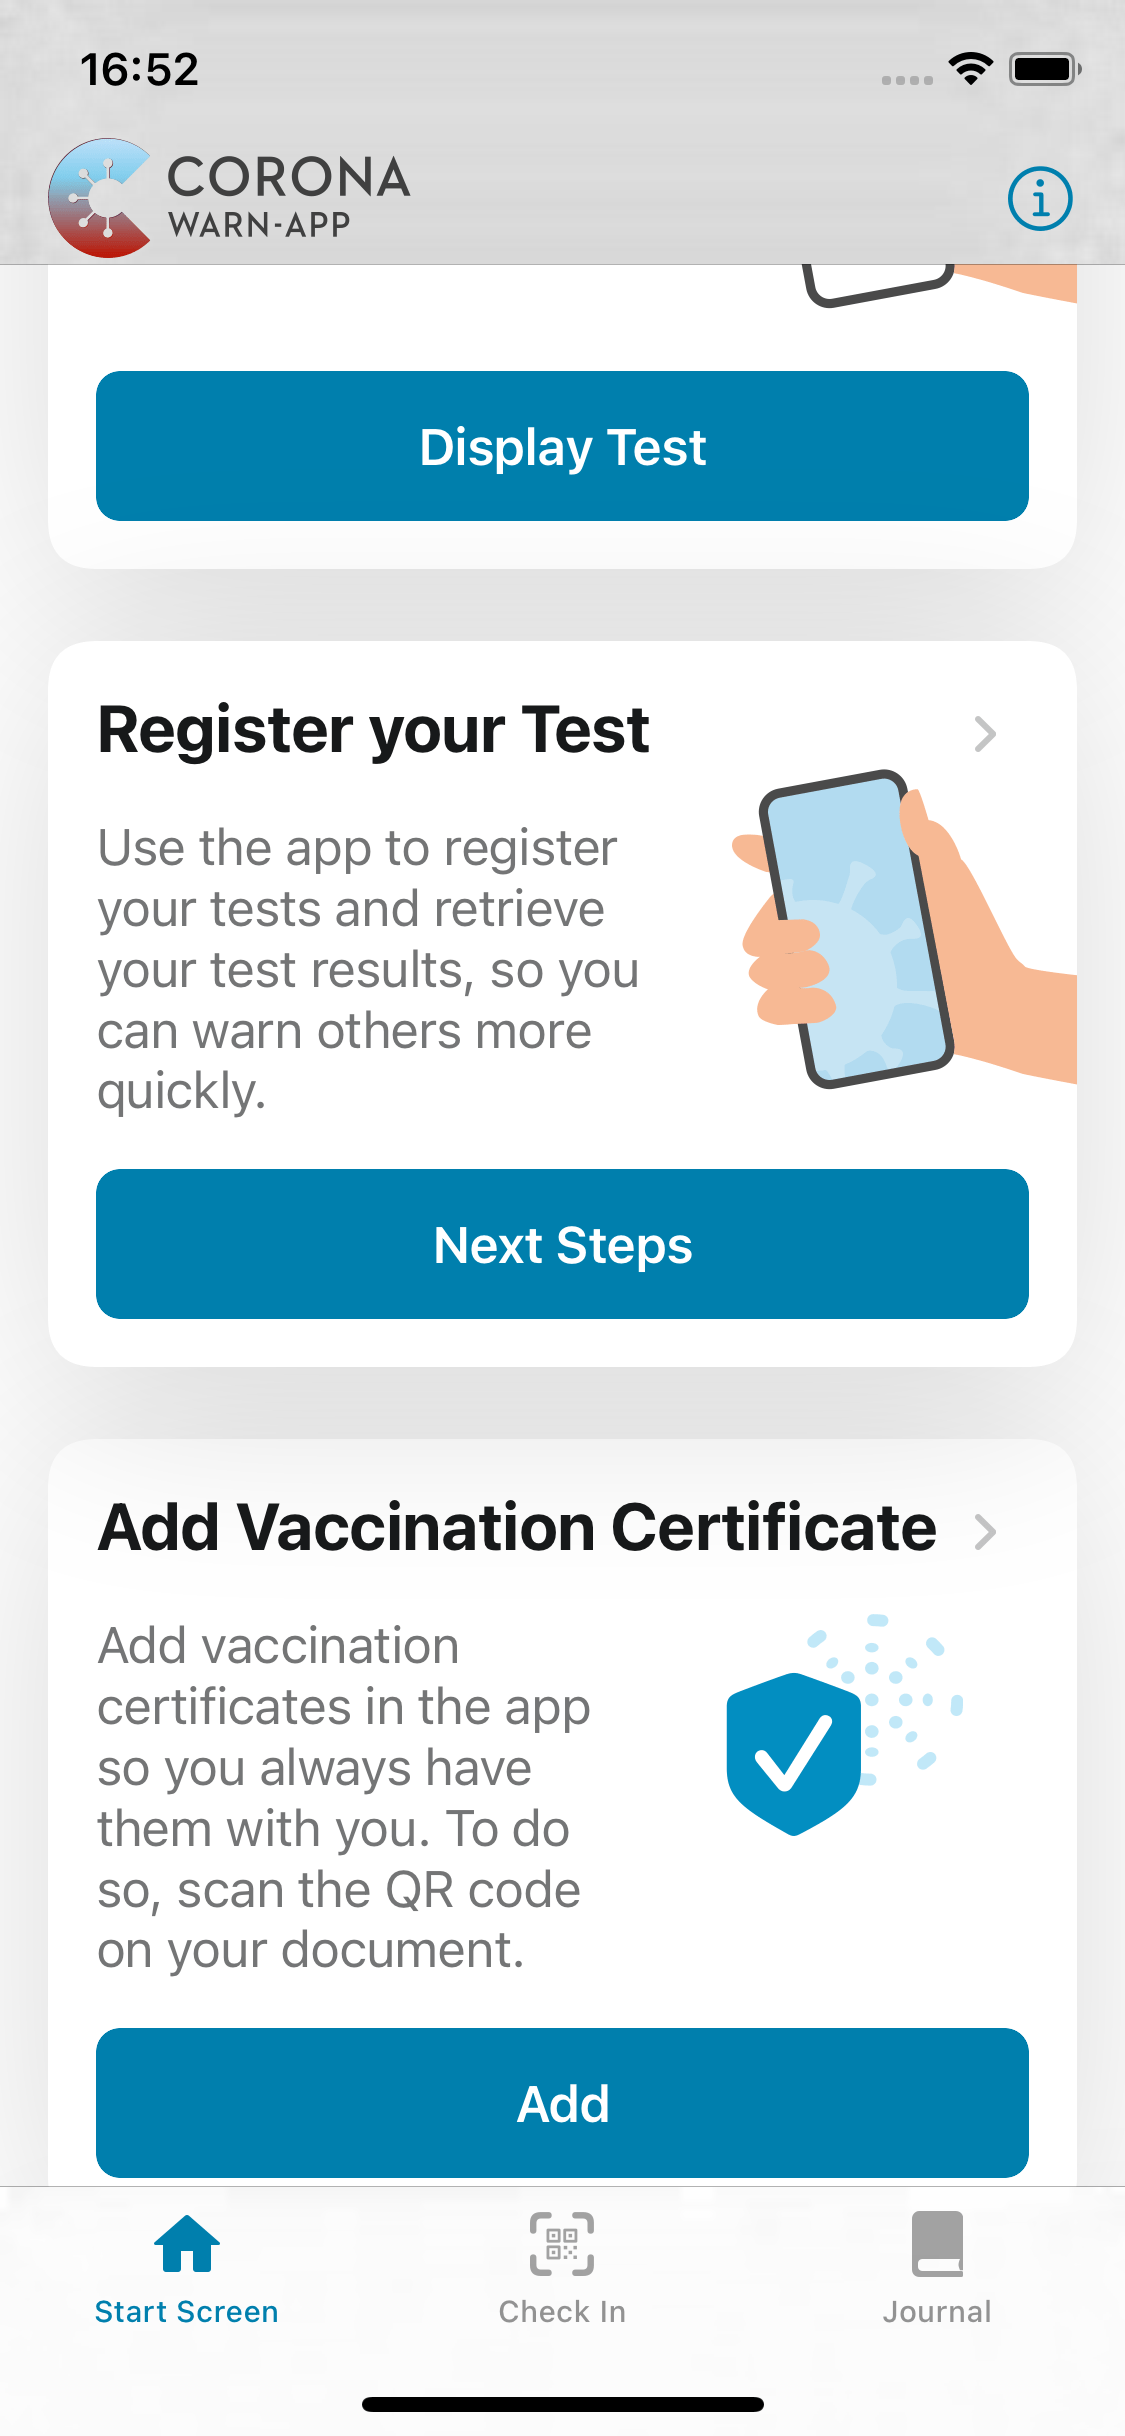 16:52
CORONA
WARN-APP
Display Test
Register your Test
Use the app to register
your tests and retrieve
your test results, so you
can warn others more
quickly.
Next Steps
Add Vaccination Certificate
Add vaccination
certificates in the app
so you always have
them with you. To do
so, scan the QR code
on your document.
Add
Start Screen
Check In
Journal